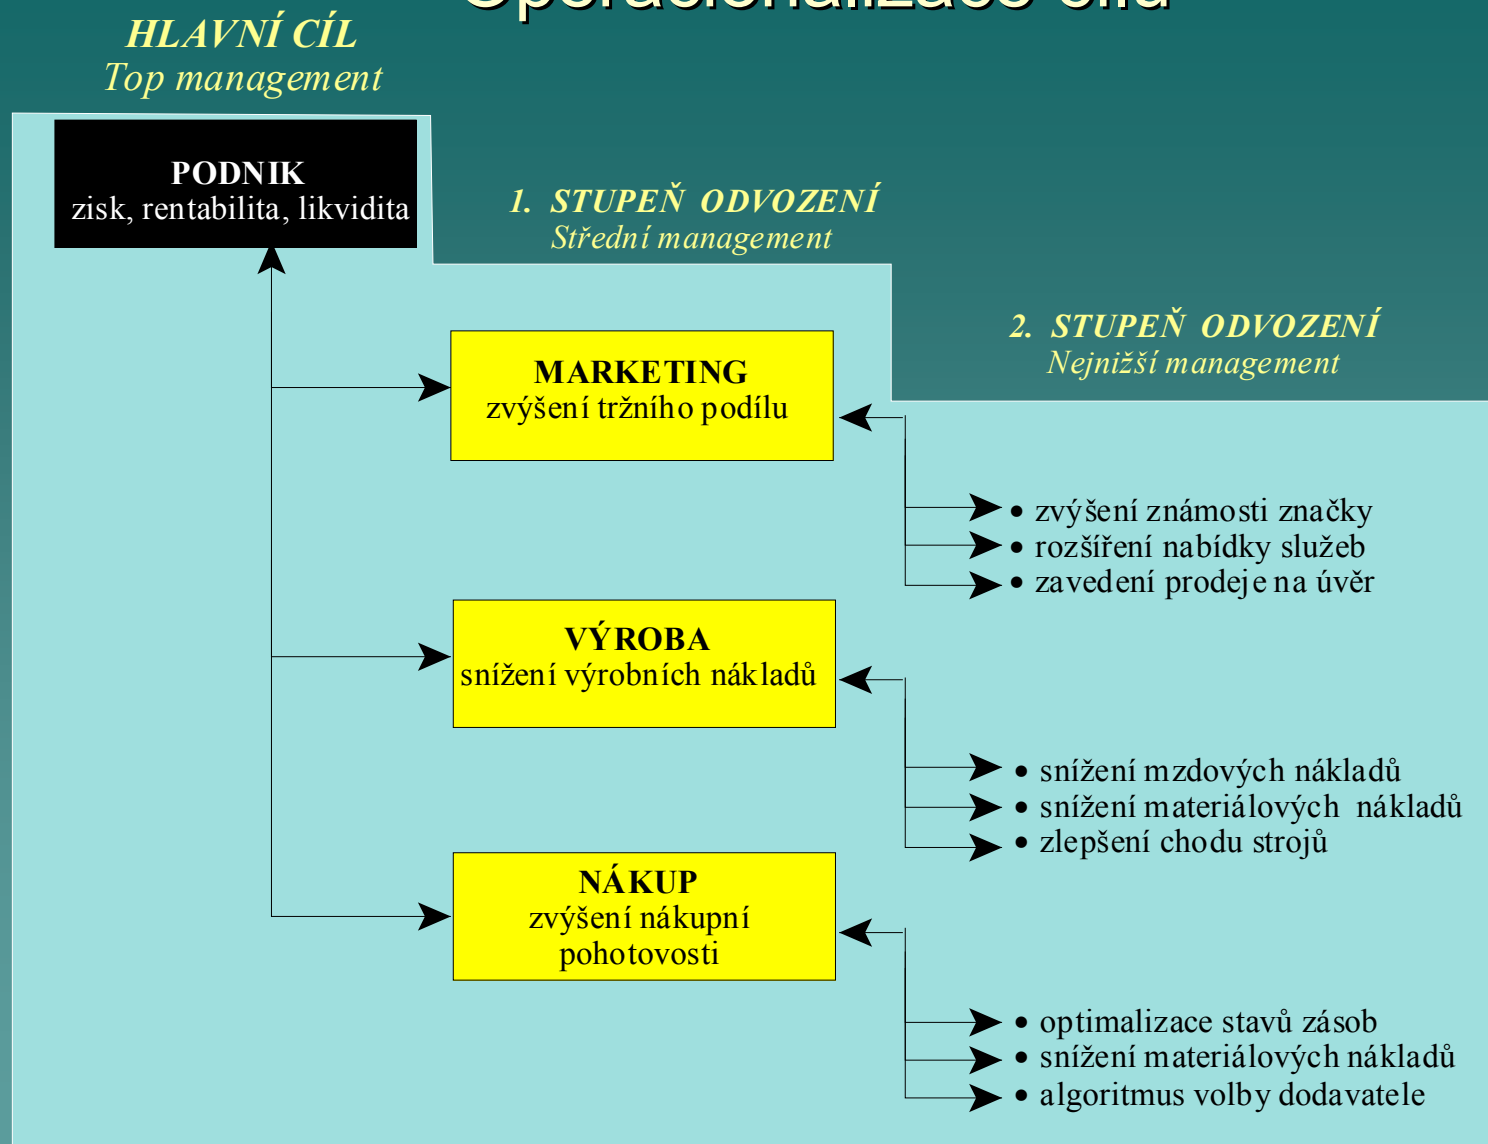 Operacionalizace cílů
HLAVNÍ CÍL
Top management
PODNIK
zisk, rentabilita, likvidita
1. STUPEŇ ODVOZENÍ
Střední management
2. STUPEŇ ODVOZENÍ
Nejnižší management
MARKETING
zvýšení tržního podílu
• zvýšení známosti značky
• rozšíření nabídky služeb
• zavedení prodeje na úvěr
VÝROBA
snížení výrobních nákladů
• snížení mzdových nákladů
• snížení materiálových nákladů
• zlepšení chodu strojů
NÁKUP
zvýšení nákupní
pohotovosti
• optimalizace stavů zásob
• snížení materiálových nákladů
• algoritmus volby dodavatele